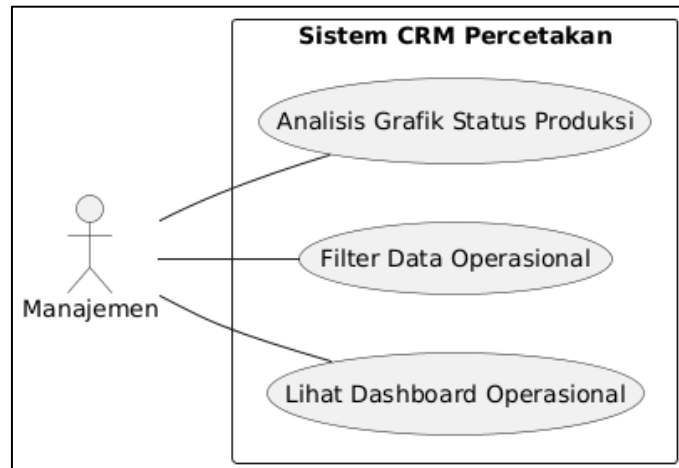 Sistem CRM Percetakan
Analisis Grafik Status Produksi
Filter Data Operasional
Manajemen
Lihat Dashboard Operasional